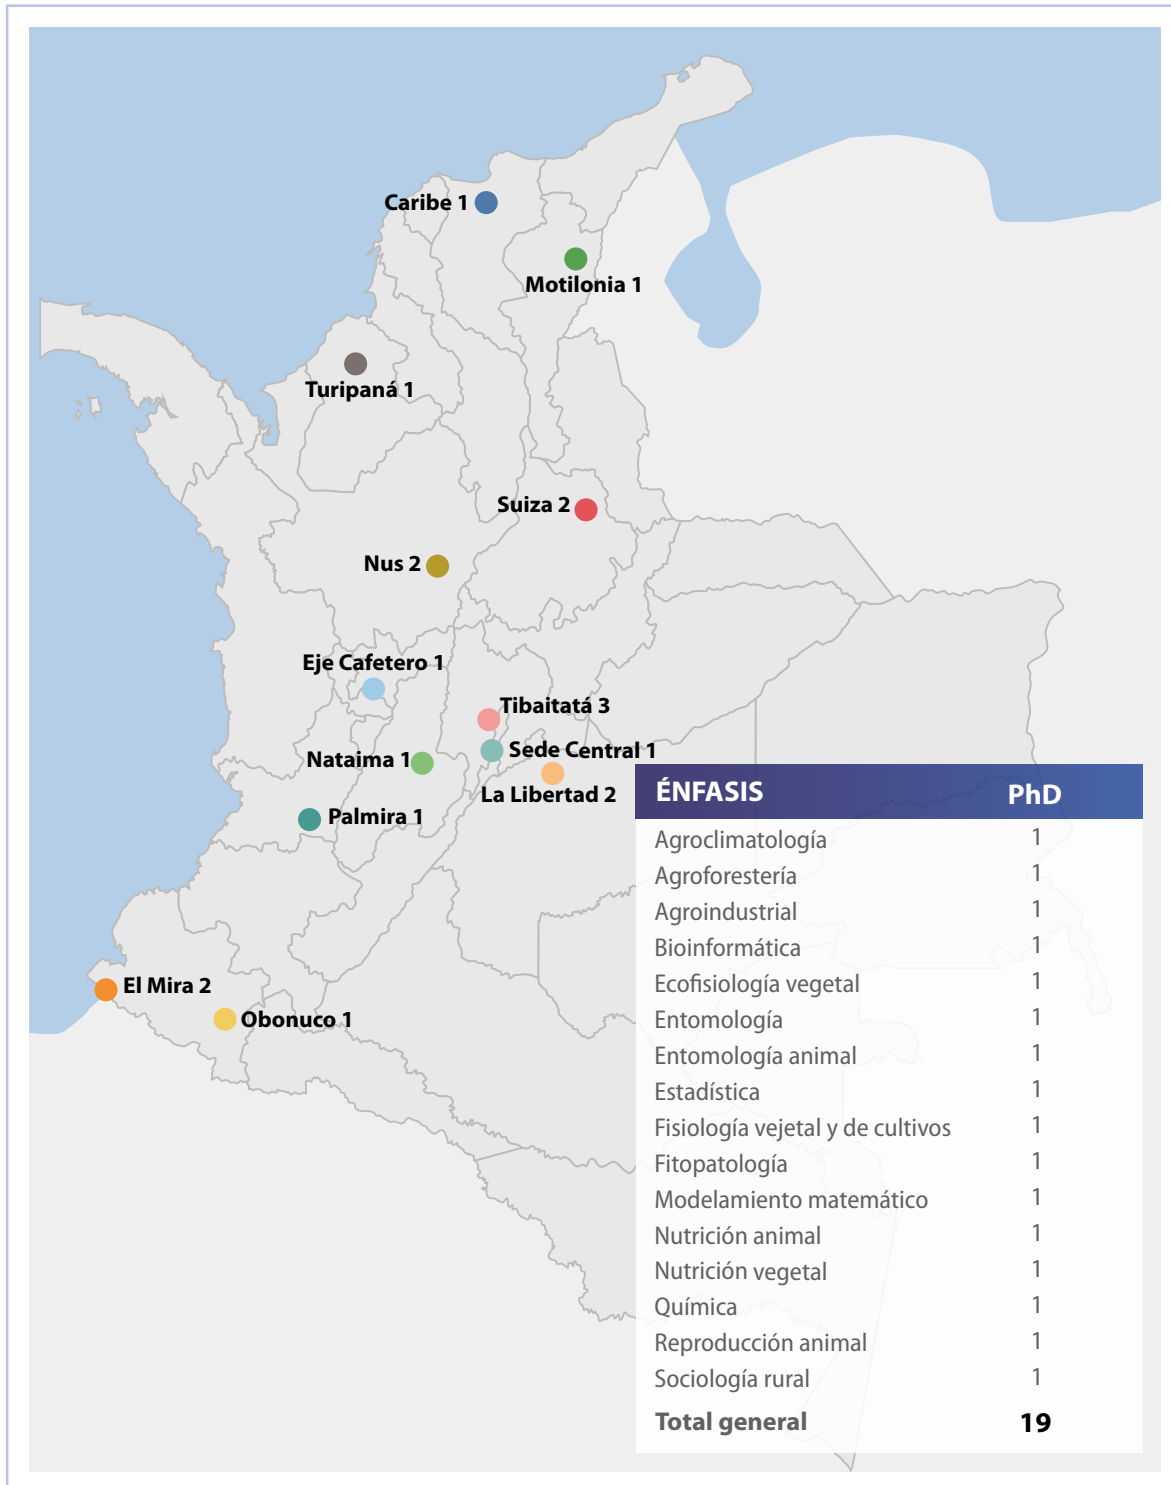 Caribe 1
Motilonia 1
Turipaná 1
Suiza 2
Nus 2
Eje Cafetero 1
Tibaitatá 3
Sede Central 1
Nataima 1
La Libertad 2
Palmira 1
El Mira 2
Obonuco 1
ÉNFASIS PhD
Agroclimatología 1
Agroforestería 1
Agroindustrial 1
Bioinformática 1
Ecofisiología vegetal 1
Entomología 1
Entomología animal 1
Estadística 1
Fisiología vejetal y de cultivos 1
Fitopatología 1
Modelamiento matemático 1
Nutrición animal 1
Nutrición vegetal 1
Química 1
Reproducción animal 1
Sociología rural 1
Total general 19